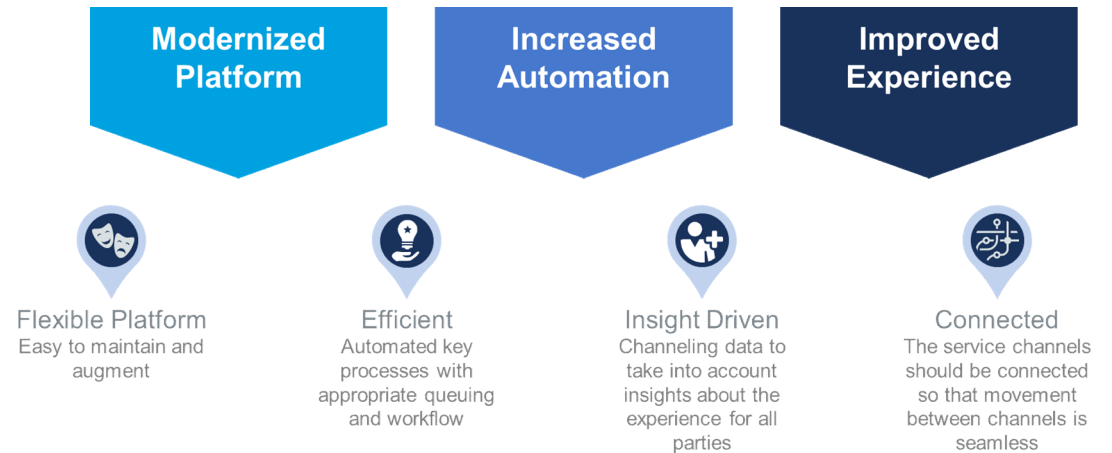 Modernized
Platform
Increased
Automation
Improved
Experience
Flexible Platform
Easy to maintain and
augment
Efficient
Automated key
processes with
appropriate queuing
and workflow
Insight Driven
Channeling data to
take into account
insights about the
experience for all
parties
Connected
The service channels
should be connected
so that movement
between channels is
seamless